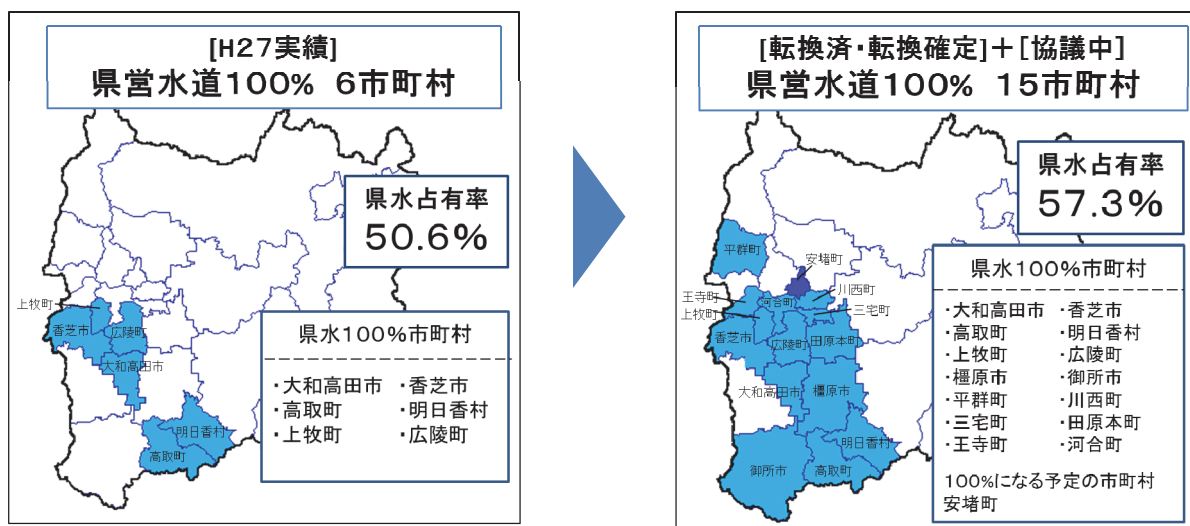 [H27実績]
県営水道100% 6市町村
県水占有率
50.6%
上牧町
香芝市
広陵町
大和高田市
明日香村
高取町
県水100%市町村
・大和高田市 ・香芝市
・高取町 ・明日香村
・上牧町 ・広陵町
[転換済・転換確定]+[協議中]
県営水道100% 15市町村
県水占有率
57.3%
平群町
安堵町
王寺町
河合町
川西町
上牧町
三宅町
香芝市
広陵町
田原本町
大和高田市
橿原市
明日香村
御所市
高取町
県水100%市町村
・大和高田市 ・香芝市
・高取町 ・明日香村
・上牧町 ・広陵町
・橿原市 ・御所市
・平群町 ・川西町
・三宅町 ・田原本町
・王寺町 ・河合町
100%になる予定の市町村
安堵町